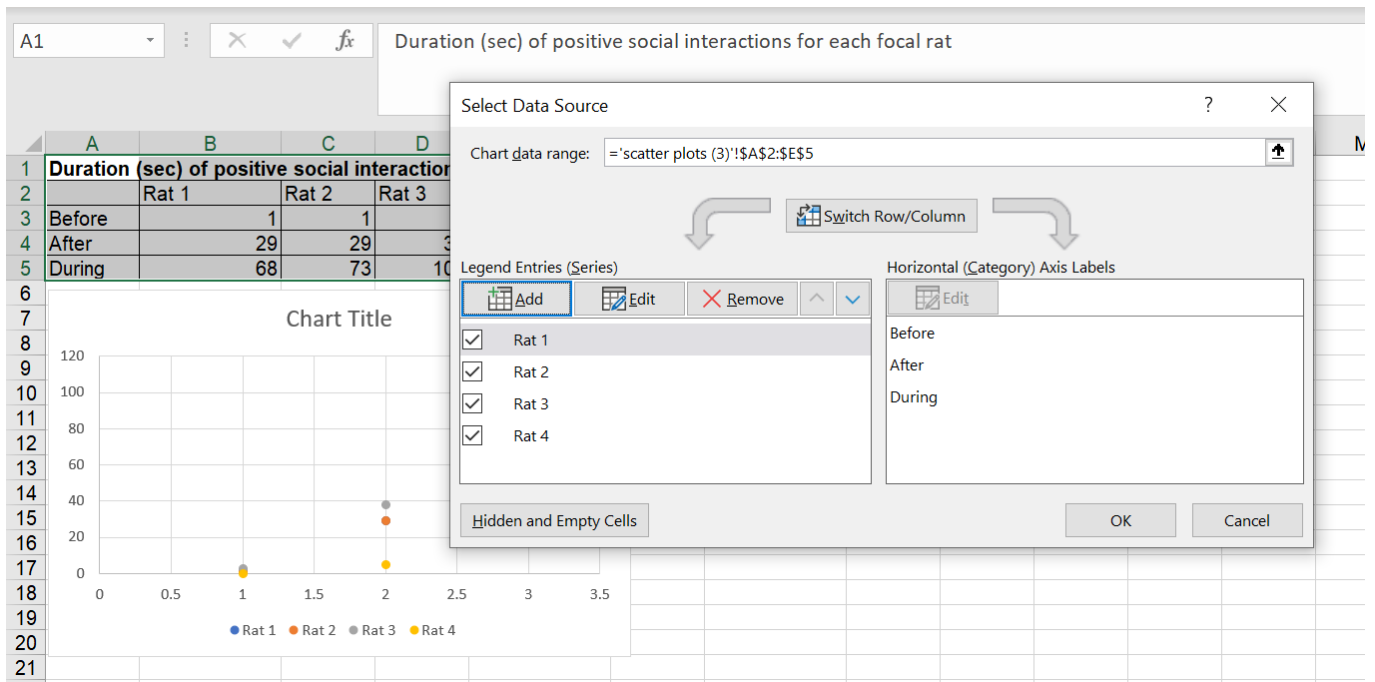 A1 fx Duration (sec) of positive social interactions for each focal rat
Select Data Source ?
A B C D
Chart data range: ='scatter plots (3)'!$A$2:$E$5
1 Duration (sec) of positive social interaction
2 Rat 1 Rat 2 Rat 3
Switch Row/Column
3 Before 1 1
4 After 29 29 3
5 During 68 73 10
Legend Entries (Series) Horizontal (Category) Axis Labels
Add Edit Remove Edit
Rat 1 Before
Rat 2 After
Rat 3 During
Rat 4
Hidden and Empty Cells OK Cancel
6
7
8
9
10
11
12
13
14
15
16
17
18
19
20
21
Chart Title
120
100
80
60
40
20
0
0 0.5 1 1.5 2 2.5 3 3.5
Rat 1 Rat 2 Rat 3 Rat 4